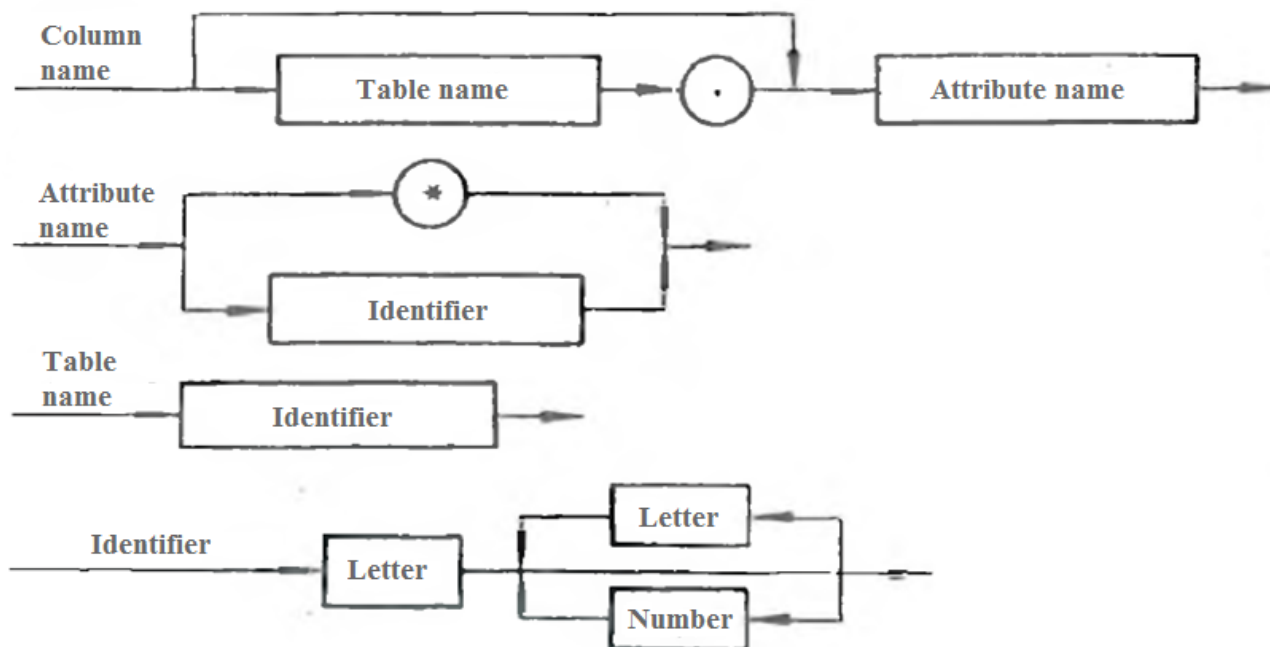 Column
name
Table name
.
Attribute name
*
Attribute
name
Identifier
Table
name
Identifier
Identifier
Letter
Letter
Number